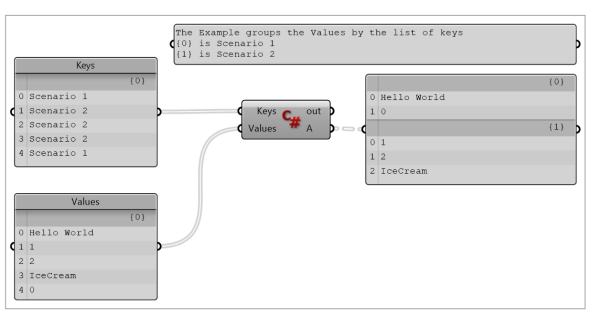 The Example groups the Values by the list of keys
{0} is Scenario 1
{1} is Scenario 2
Keys
{0}
0 Scenario 1
1 Scenario 2
2 Scenario 2
3 Scenario 2
4 Scenario 1
Keys
Values
C#
out
A
{0}
0 Hello World
1 0
{1}
0 1
1 2
2 IceCream
Values
{0}
0 Hello World
1 1
2 2
3 IceCream
4 0